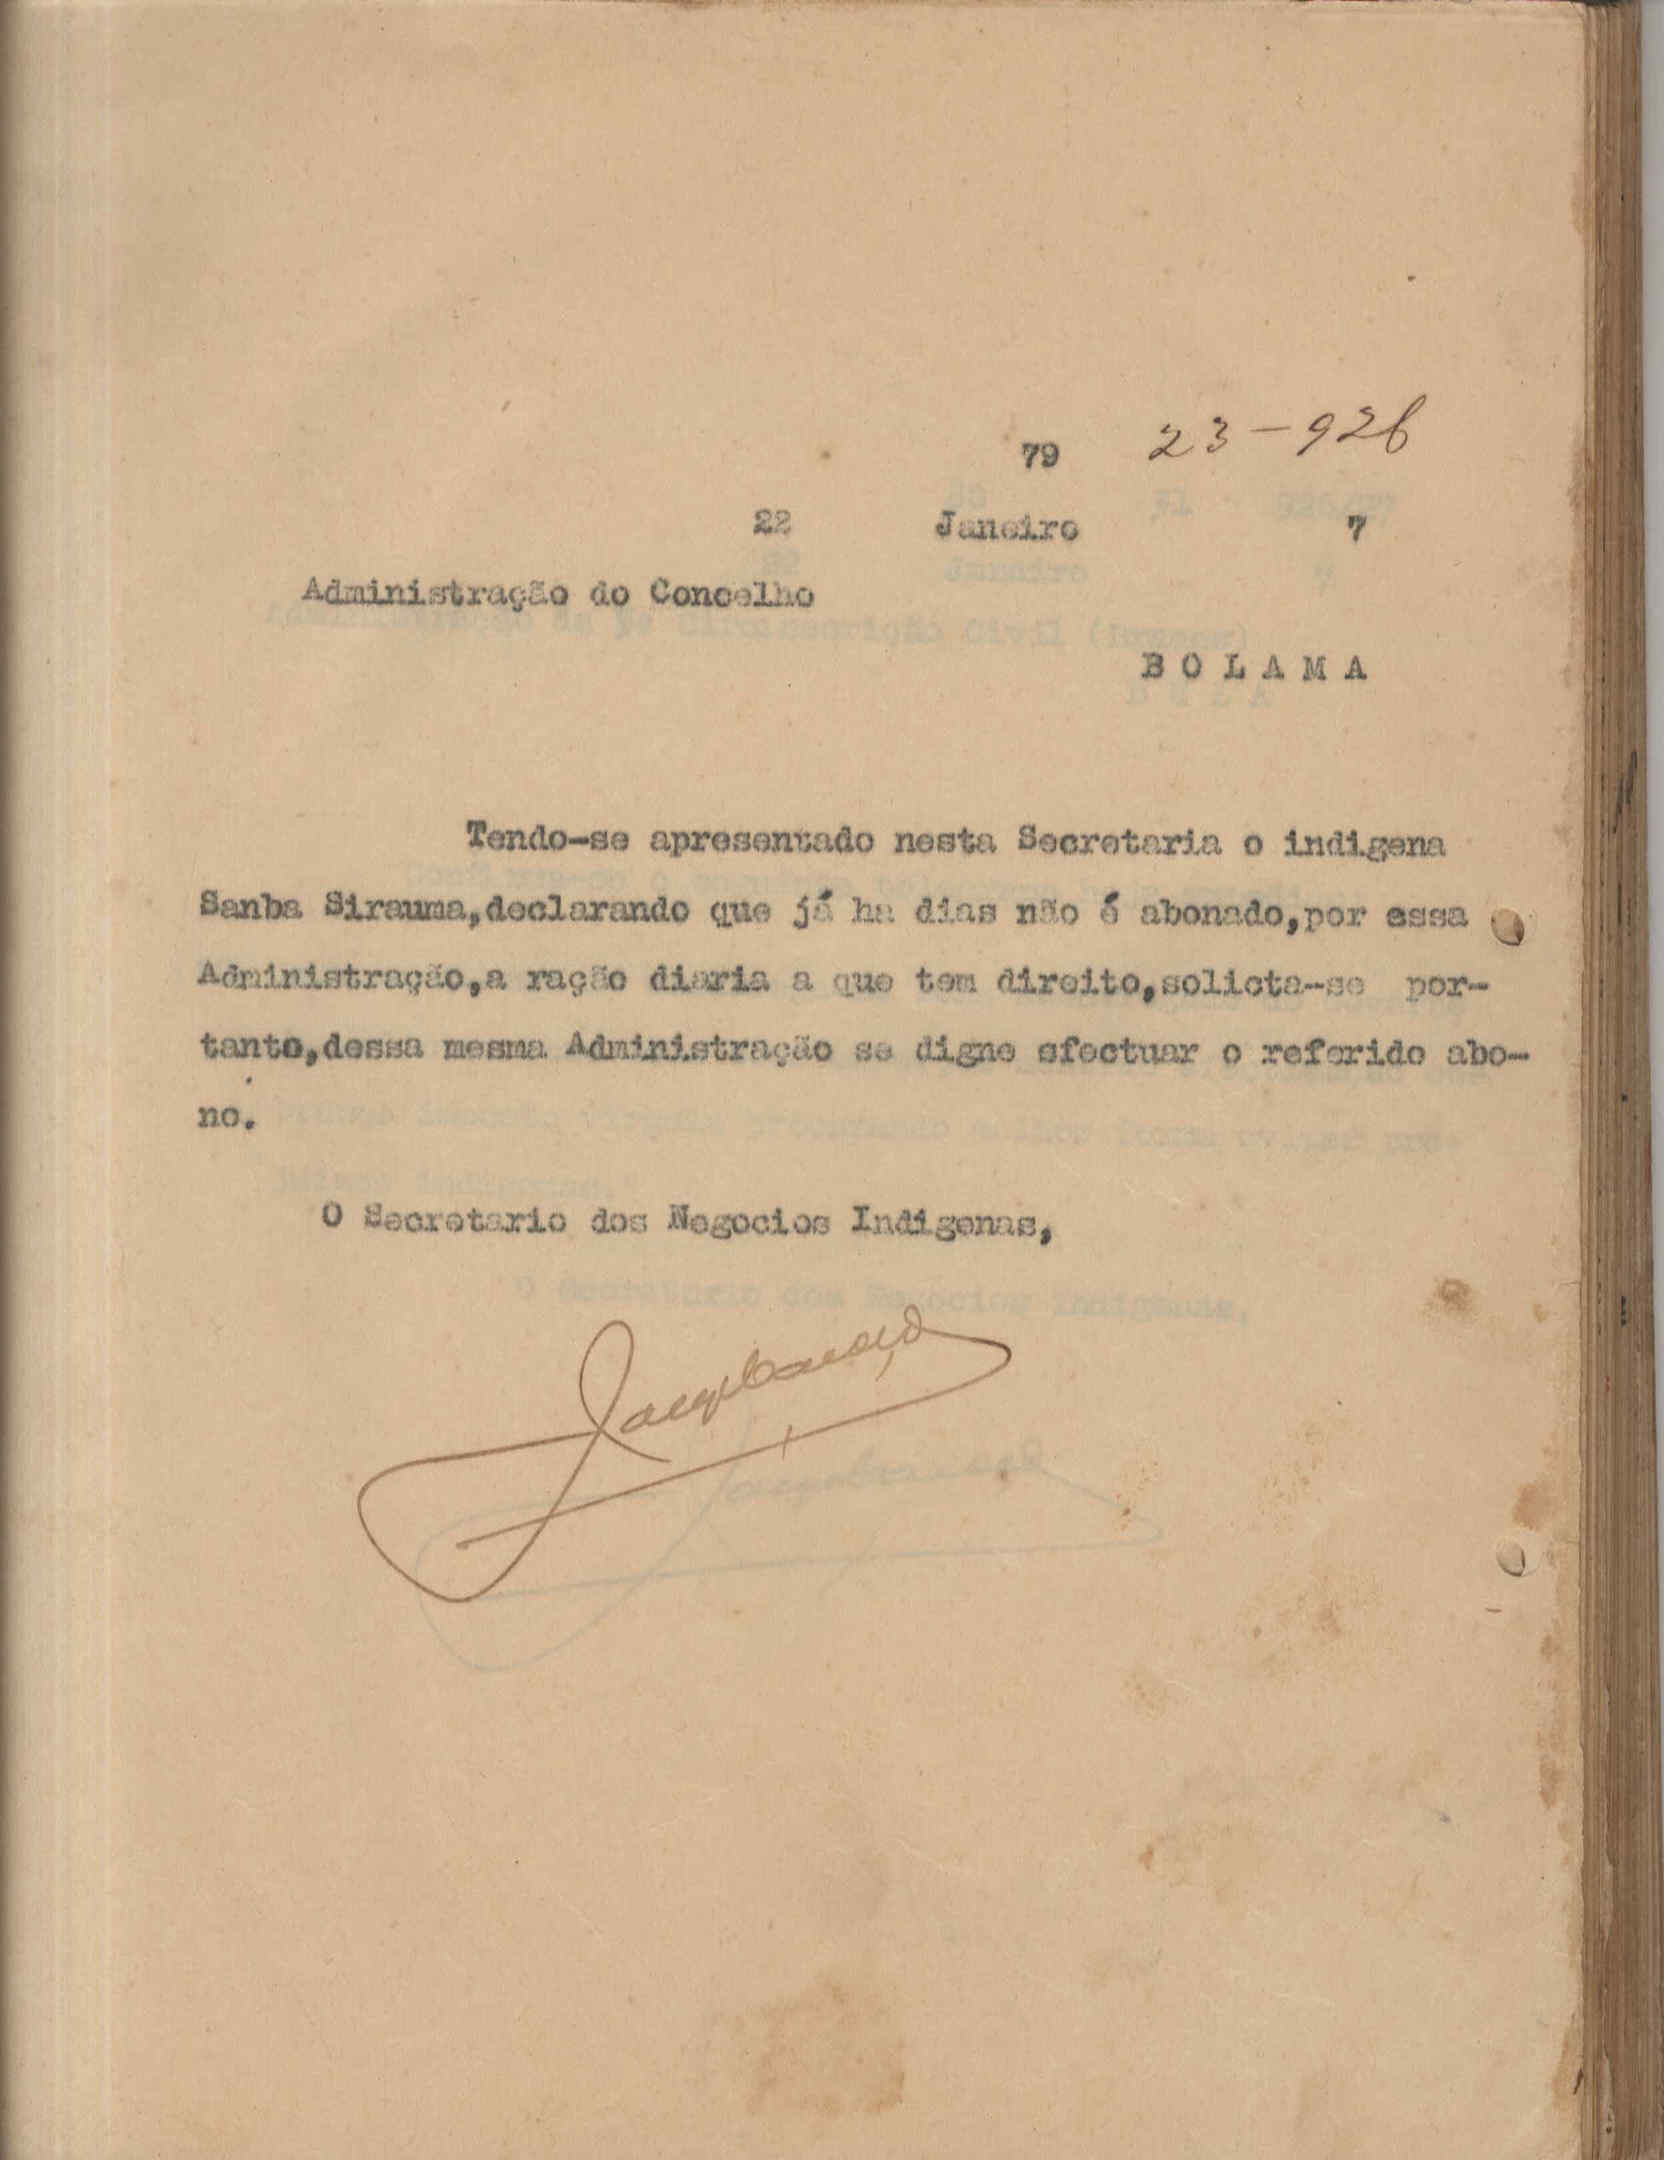 79 23-926
22 Janeiro 7
Administração do Concelho
BOLAMA
Tendo-se apresentado nesta Secretaria o indigena
Sanba Sirauma,declarando que já ha dias não é abonado,por essa
Administração,a ração diaria a que tem direito,solicta-se por-
tanto,dessa mesma Administração se digne efectuar o referido abo-
no.
O Secretario dos Negocios Indigenas,